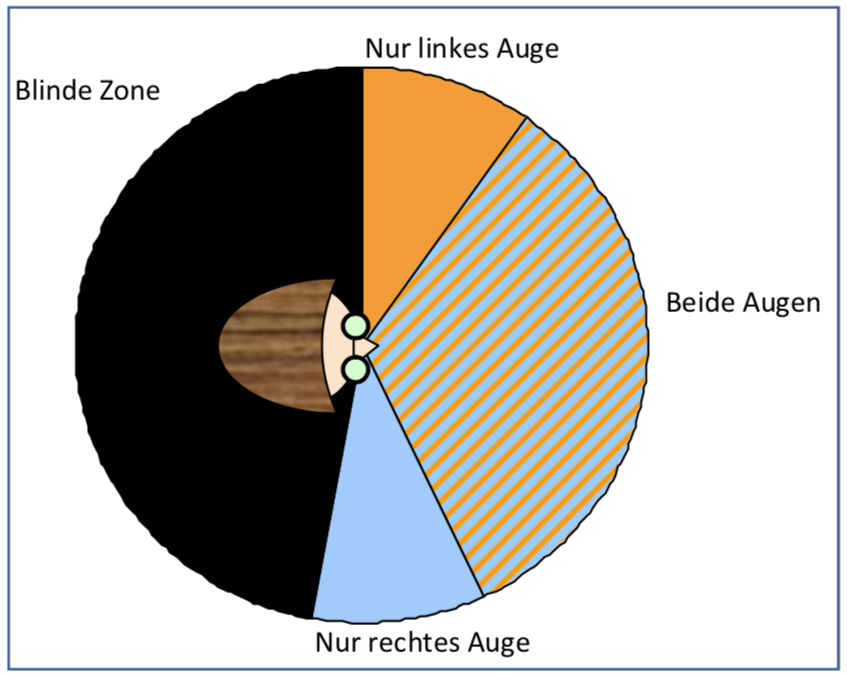 Nur linkes Auge
Blinde Zone
Beide Augen
Nur rechtes Auge